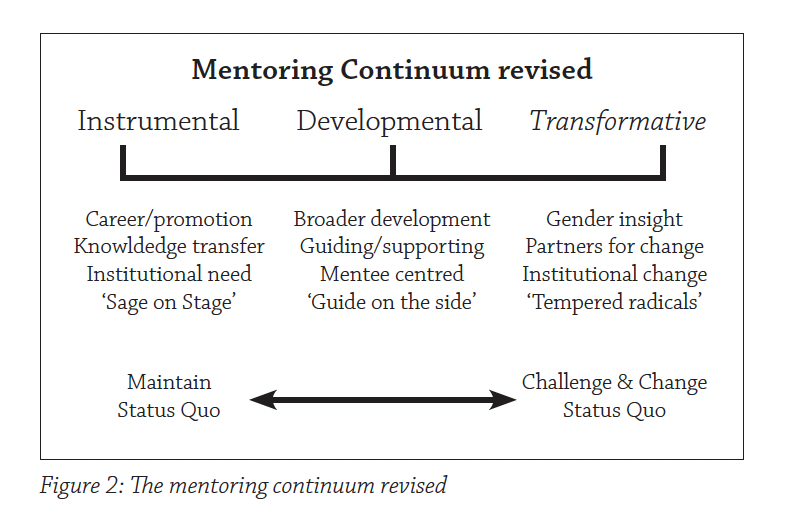 Mentoring Continuum revised
Instrumental
Developmental
Transformative
Career/promotion
Knowldedge transfer
Institutional need
‘Sage on Stage’
Broader development
Guiding/supporting
Mentee centred
‘Guide on the side’
Gender insight
Partners for change
Institutional change
‘Tempered radicals’
Maintain
Status Quo
Challenge & Change
Status Quo
Figure 2: The mentoring continuum revised